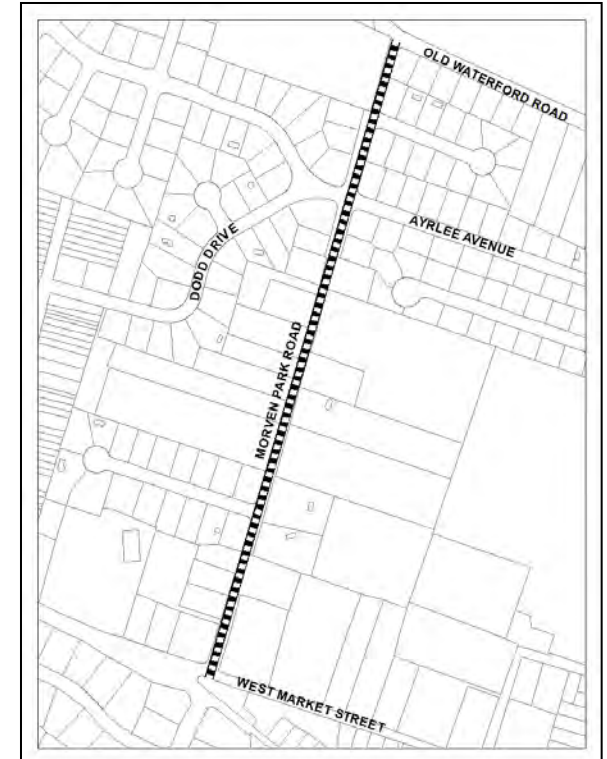 OLD WATERFORD ROAD
AYRLEE AVENUE
DODD DRIVE
MORVEN PARK ROAD
WEST MARKET STREET